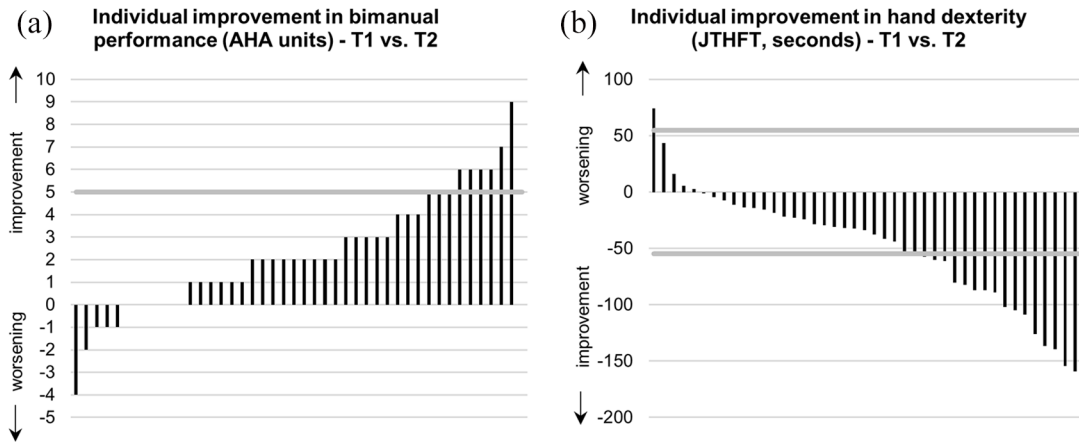 (a)
Individual improvement in bimanual
performance (AHA units) - T1 vs. T2
10
9
8
7
6
5
4
3
2
1
0
-1
-2
-3
-4
-5
improvement
worsening
(b)
Individual improvement in hand dexterity
(JTHFT, seconds) - T1 vs. T2
100
50
0
-50
-100
-150
-200
worsening
improvement